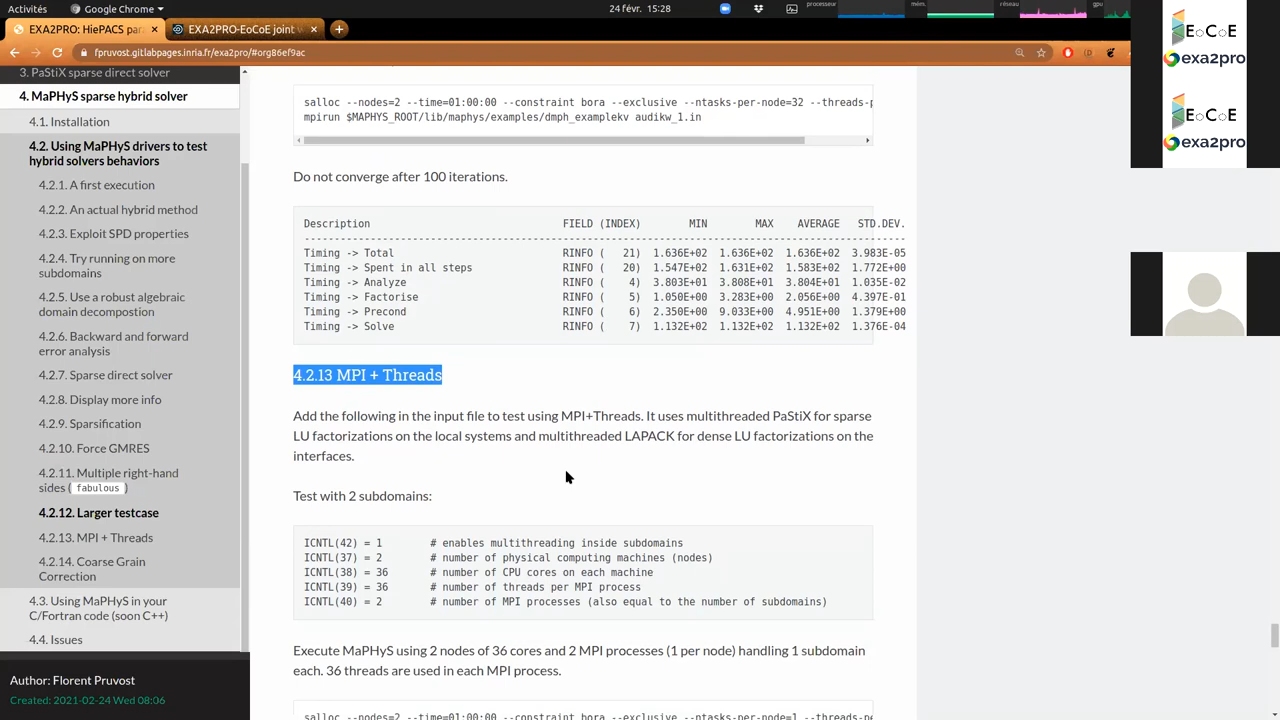 Activités
Google Chrome
24 févr. 15:28
processeur
mém.
réseau
gpu
EXA2PRO: HiePACS par
EXA2PRO-EoCoE joint w
fpruvost.gitlabpages.inria.fr/exa2pro/#org86ef9ac
3. PaStiX sparse direct solver
4. MaPHyS sparse hybrid solver
4.1. Installation
4.2. Using MaPHyS drivers to test
hybrid solvers behaviors
4.2.1. A first execution
4.2.2. An actual hybrid method
4.2.3. Exploit SPD properties
4.2.4. Try running on more
subdomains
4.2.5. Use a robust algebraic
domain decompostion
4.2.6. Backward and forward
error analysis
4.2.7. Sparse direct solver
4.2.8. Display more info
4.2.9. Sparsification
4.2.10. Force GMRES
4.2.11. Multiple right-hand
sides ( fabulous )
4.2.12. Larger testcase
4.2.13. MPI + Threads
4.2.14. Coarse Grain
Correction
4.3. Using MaPHyS in your
C/Fortran code (soon C++)
4.4. Issues
Author: Florent Pruvost
Created: 2021-02-24 Wed 08:06
salloc --nodes=2 --time=01:00:00 --constraint bora --exclusive --ntasks-per-node=32 --threads-p
mpirun $MAPHYS_ROOT/lib/maphys/examples/dmph_examplekv audikw_1.in
Do not converge after 100 iterations.
Description FIELD (INDEX) MIN MAX AVERAGE STD.DEV.
Timing -> Total RINFO ( 21) 1.636E+02 1.636E+02 1.636E+02 3.983E-05
Timing -> Spent in all steps RINFO ( 20) 1.547E+02 1.631E+02 1.583E+02 1.772E+00
Timing -> Analyze RINFO ( 4) 3.803E+01 3.808E+01 3.804E+01 1.035E-02
Timing -> Factorise RINFO ( 5) 1.050E+00 3.283E+00 2.056E+00 4.397E-01
Timing -> Precond RINFO ( 6) 2.350E+00 9.033E+00 4.951E+00 1.379E+00
Timing -> Solve RINFO ( 7) 1.132E+02 1.132E+02 1.132E+02 1.376E-04
4.2.13 MPI + Threads
Add the following in the input file to test using MPI+Threads. It uses multithreaded PaStiX for sparse
LU factorizations on the local systems and multithreaded LAPACK for dense LU factorizations on the
interfaces.
Test with 2 subdomains:
ICNTL(42) = 1 # enables multithreading inside subdomains
ICNTL(37) = 2 # number of physical computing machines (nodes)
ICNTL(38) = 36 # number of CPU cores on each machine
ICNTL(39) = 36 # number of threads per MPI process
ICNTL(40) = 2 # number of MPI processes (also equal to the number of subdomains)
Execute MaPHyS using 2 nodes of 36 cores and 2 MPI processes (1 per node) handling 1 subdomain
each. 36 threads are used in each MPI process.
salloc --nodes=2 --time=01:00:00 --constraint bora --exclusive --ntasks-per-node=1 --threads-pe
EoCoE
exa2pro
EoCoE
exa2pro